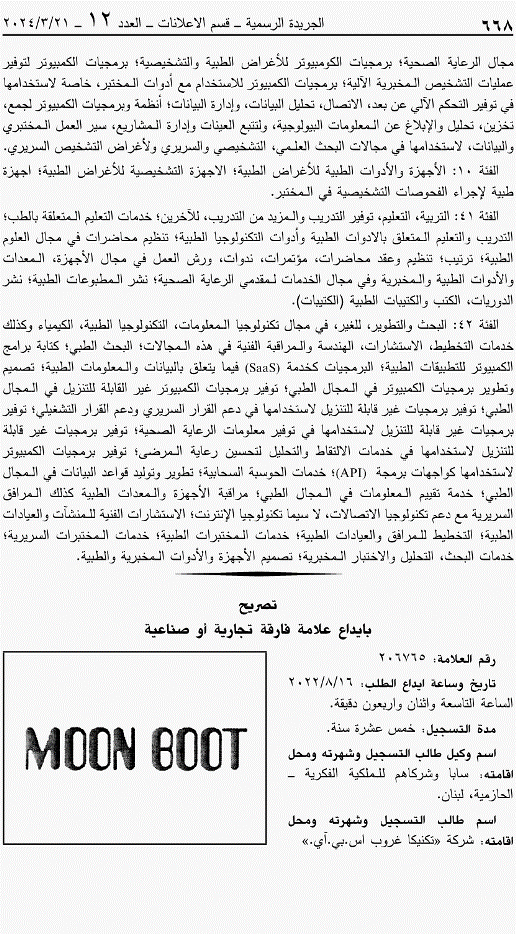 ٦٦٨ الجريدة الرسمية ــ قسم الاعلانات ــ العدد ١٢ ــ ٢٠٢٤/٣/٢١
مجال الرعاية الصحية؛ برمجيات الكومبيوتر للأغراض الطبية والتشخيصية؛ برمجيات الكمبيوتر لتوفير
عمليات التشخيص المخبرية الآلية؛ برمجيات الكمبيوتر للاستخدام مع أدوات المختبر، خاصة لاستخدامها
في توفير التحكم الآلي عن بعد، الاتصال، تحليل البيانات، وإدارة البيانات؛ أنظمة وبرمجيات الكمبيوتر لجمع،
تخزين، تحليل والإبلاغ عن المعلومات البيولوجية، ولتتبع العينات وإدارة المشاريع، سير العمل المختبري
والبيانات، لاستخدامها في مجالات البحث العلمي، التشخيصي والسريري ولأغراض التشخيص السريري.
الفئة ١٠: الأجهزة والأدوات الطبية للأغراض الطبية؛ الاجهزة التشخيصية للأغراض الطبية؛ اجهزة
طبية لإجراء الفحوصات التشخيصية في المختبر.
الفئة ٤١: التربية، التعليم، توفير التدريب والمزيد من التدريب، للآخرين؛ خدمات التعليم المتعلقة بالطب؛
التدريب والتعليم المتعلق بالادوات الطبية وأدوات التكنولوجيا الطبية؛ تنظيم محاضرات في مجال العلوم
الطبية؛ ترتيب؛ تنظيم وعقد محاضرات، مؤتمرات، ندوات، ورش العمل في مجال الأجهزة، المعدات
والأدوات الطبية والمخبرية وفي مجال الخدمات لمقدمي الرعاية الصحية؛ نشر المطبوعات الطبية؛ نشر
الدوريات، الكتب والكتيبات الطبية (الكتيبات).
الفئة ٤٢: البحث والتطوير، للغير، في مجال تكنولوجيا المعلومات، التكنولوجيا الطبية، الكيمياء وكذلك
خدمات التخطيط، الاستشارات، الهندسة والمراقبة الفنية في هذه المجالات؛ البحث الطبي؛ كتابة برامج
الكمبيوتر للتطبيقات الطبية؛ البرمجيات كخدمة (SaaS) فيما يتعلق بالبيانات والمعلومات الطبية؛ تصميم
وتطوير برمجيات الكمبيوتر في المجال الطبي؛ توفير برمجيات الكمبيوتر غير القابلة للتنزيل في المجال
الطبي؛ توفير برمجيات غير قابلة للتنزيل لاستخدامها في دعم القرار السريري ودعم القرار التشغيلي؛ توفير
برمجيات غير قابلة للتنزيل لاستخدامها في توفير معلومات الرعاية الصحية؛ توفير برمجيات غير قابلة
للتنزيل لاستخدامها في خدمات الالتقاط والتحليل لتحسين رعاية المرضى؛ توفير برمجيات الكمبيوتر
لاستخدامها كواجهات برمجة (API)؛ خدمات الحوسبة السحابية؛ تطوير وتوليد قواعد البيانات في المجال
الطبي؛ خدمة تقييم المعلومات في المجال الطبي؛ مراقبة الأجهزة والمعدات الطبية كذلك المرافق
السريرية مع دعم تكنولوجيا الاتصالات، لا سيما تكنولوجيا الإنترنت؛ الاستشارات الفنية للمنشآت والعيادات
الطبية؛ التخطيط للمرافق والعيادات الطبية؛ خدمات المختبرات الطبية؛ خدمات المختبرات السريرية؛
خدمات البحث، التحليل والاختبار المخبرية؛ تصميم الأجهزة والأدوات المخبرية والطبية.
تصريح
بايداع علامة فارقة تجارية أو صناعية
رقم العلامة: ٢٠٦٧٦٥
تاريخ وساعة ايداع الطلب: ٢٠٢٢/٨/١٦
الساعة التاسعة واثنان واربعون دقيقة.
مدة التسجيل: خمس عشرة سنة.
اسم وكيل طالب التسجيل وشهرته ومحل
اقامته: سابا وشركاهم للملكية الفكرية ــ
الحازمية، لبنان.
اسم طالب التسجيل وشهرته ومحل
اقامته: شركة «تكنيكا غروب اس.بي.آي.»
MOON BOOT